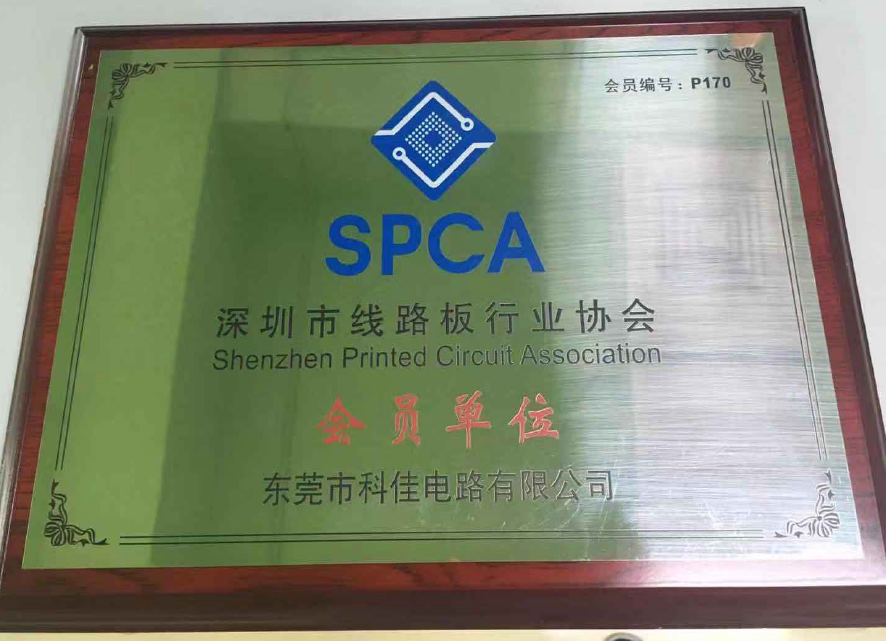 会员编号：P170
SPCA
深圳市线路板行业协会
Shenzhen Printed Circuit Association
会员单位
东莞市科佳电路有限公司